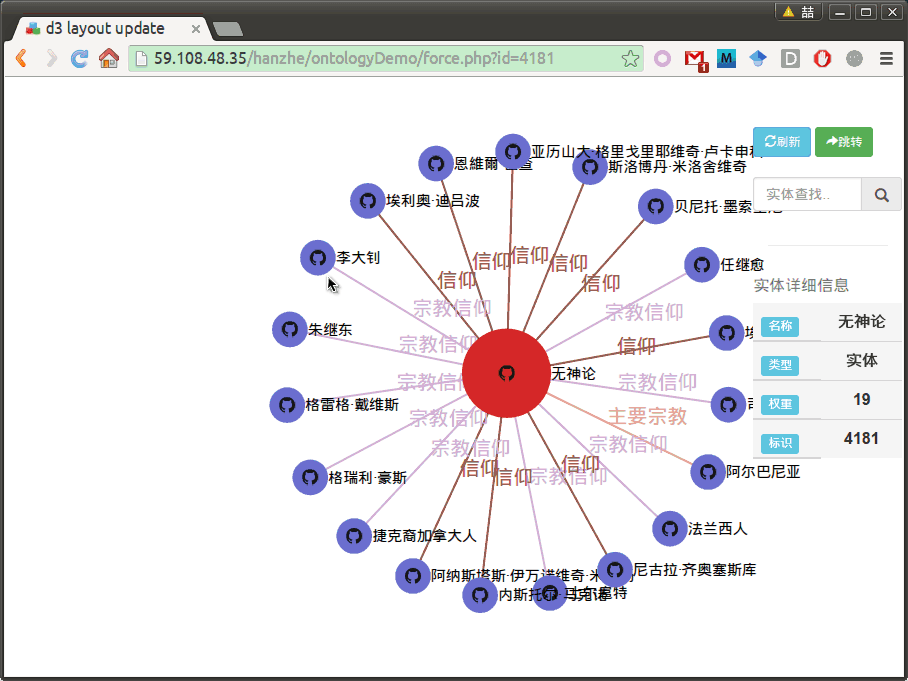 喆
d3 layout update
59.108.48.35/hanzhe/ontologyDemo/force.php?id=4181
1
M
D
刷新
跳转
实体查找..
实体详细信息
名称 无神论
类型 实体
权重 19
标识 4181
亚历山大·格里戈里耶维奇·卢卡申科
恩維爾·
斯洛博丹·米洛舍维奇
埃利奥·迪吕波
贝尼托·墨索里尼
李大钊
任继愈
朱继东
无神论
格雷格·戴维斯
格瑞利·豪斯
阿尔巴尼亚
捷克裔加拿大人
法兰西人
阿纳斯塔斯·伊万诺维奇·米
尼古拉·齐奥塞斯库
内斯托尔·马克诺
信仰
信仰
信仰
信仰
信仰
宗教信仰
宗教信仰
宗教信仰
信仰
宗教信仰
宗教信仰
宗教信仰
主要宗教
宗教信仰
宗教信仰
信仰
信仰
信仰
宗教信仰
宗教信仰